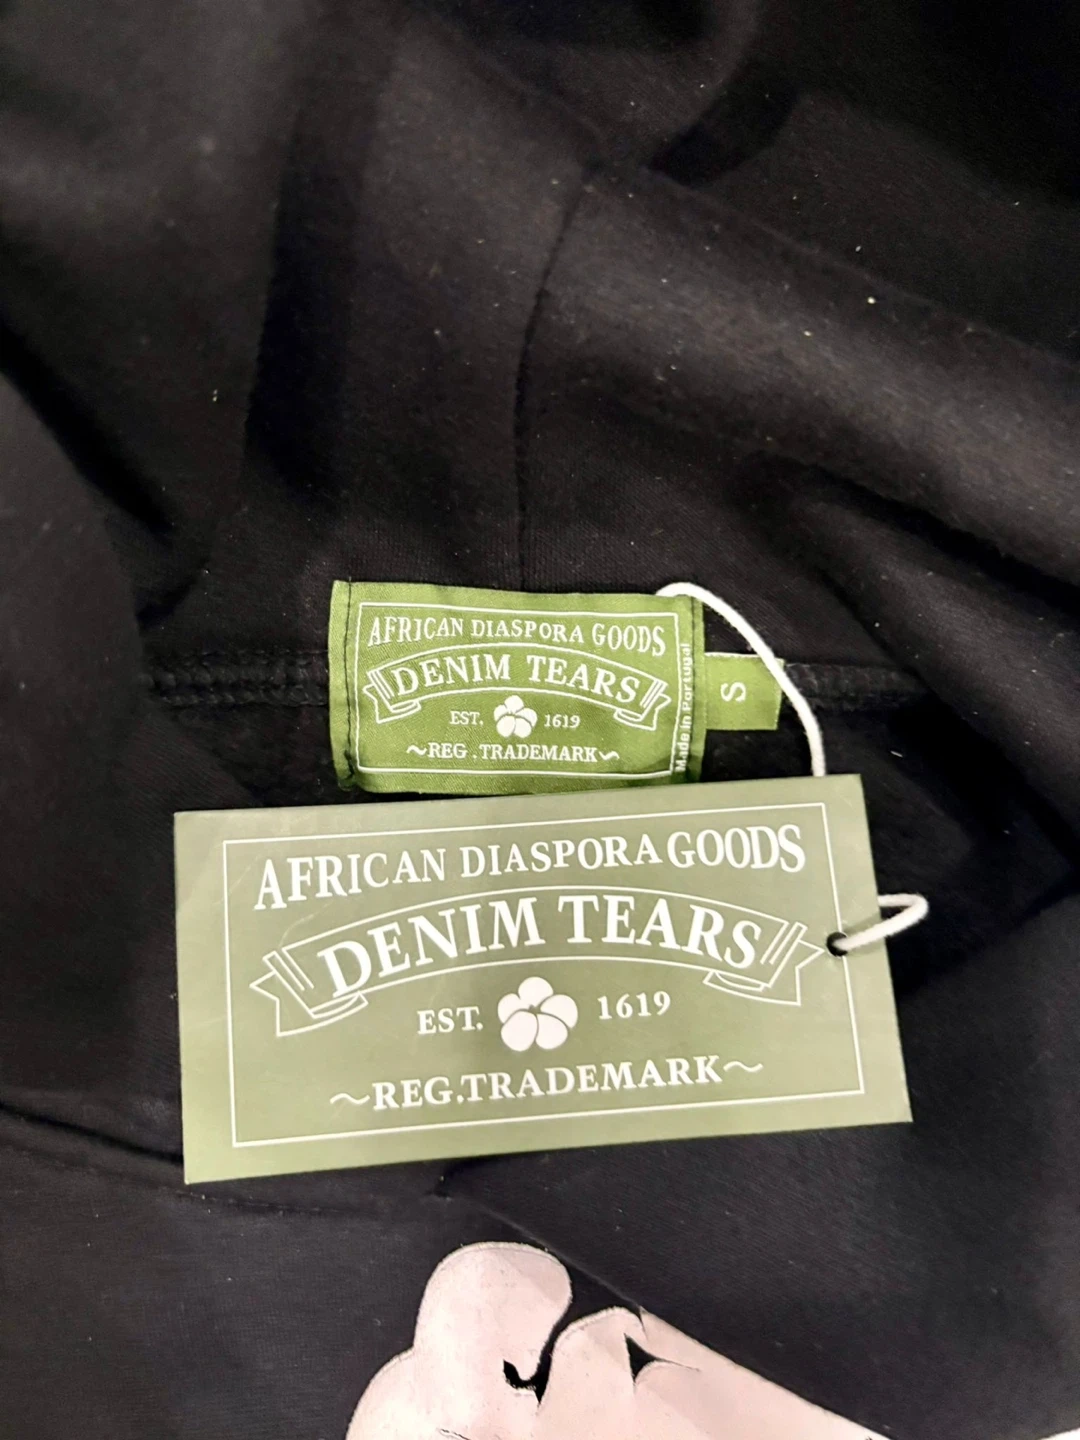 AFRICAN DIASPORA GOODS
DENIM TEARS
EST. 1619
~REG.TRADEMARK~
Made in Portugal
S
AFRICAN DIASPORA GOODS
DENIM TEARS
EST. 1619
~REG.TRADEMARK~